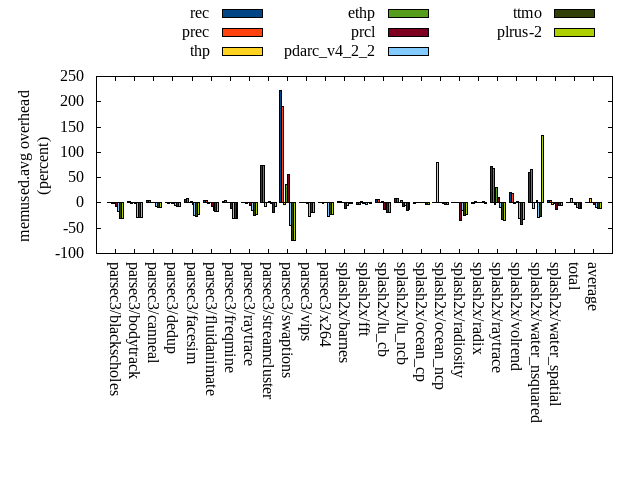 rec
prec
thp
ethp
prcl
pdarc_v4_2_2
ttmo
plrus-2
memused.avg overhead
(percent)
250
200
150
100
50
0
-50
-100
parsec3/blackscholes
parsec3/bodytrack
parsec3/canneal
parsec3/dedup
parsec3/facesim
parsec3/fluidanimate
parsec3/freqmine
parsec3/raytrace
parsec3/streamcluster
parsec3/swaptions
parsec3/vips
parsec3/x264
splash2x/barnes
splash2x/fft
splash2x/lu_cb
splash2x/lu_ncb
splash2x/ocean_cp
splash2x/ocean_ncp
splash2x/radiosity
splash2x/radix
splash2x/raytrace
splash2x/volrend
splash2x/water_nsquared
splash2x/water_spatial
total
average